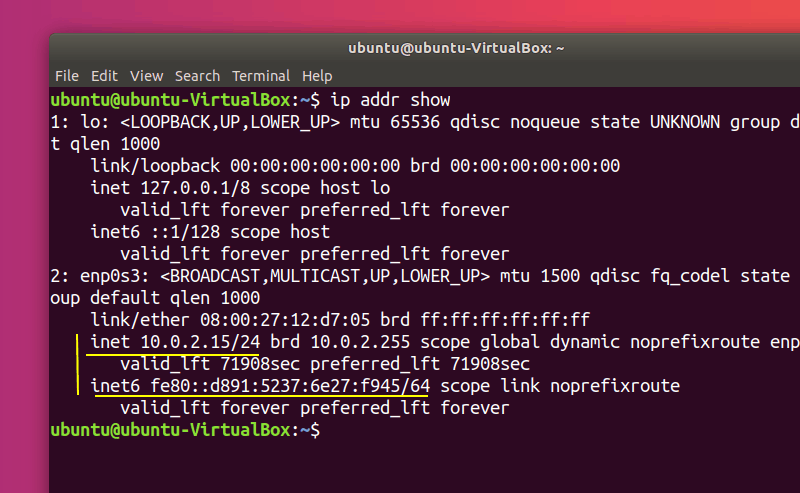 ubuntu@ubuntu-VirtualBox: ~
File Edit View Search Terminal Help
ubuntu@ubuntu-VirtualBox:~$ ip addr show
1: lo: <LOOPBACK,UP,LOWER_UP> mtu 65536 qdisc noqueue state UNKNOWN group d
t qlen 1000
link/loopback 00:00:00:00:00:00 brd 00:00:00:00:00:00
inet 127.0.0.1/8 scope host lo
valid_lft forever preferred_lft forever
inet6 ::1/128 scope host
valid_lft forever preferred_lft forever
2: enp0s3: <BROADCAST,MULTICAST,UP,LOWER_UP> mtu 1500 qdisc fq_codel state
oup default qlen 1000
link/ether 08:00:27:12:d7:05 brd ff:ff:ff:ff:ff:ff
inet 10.0.2.15/24 brd 10.0.2.255 scope global dynamic noprefixroute enp
valid_lft 71908sec preferred_lft 71908sec
inet6 fe80::d891:5237:6e27:f945/64 scope link noprefixroute
valid_lft forever preferred_lft forever
ubuntu@ubuntu-VirtualBox:~$